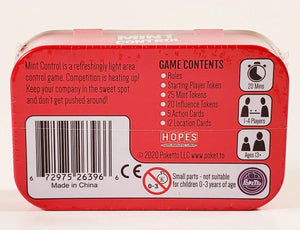 MINT
CONTROL
Mint Control is a refreshingly light area
control game. Competition is heating up!
Keep your company in the sweet spot
and don't get pushed around!
GAME CONTENTS
• Rules
• Starting Player Token
• 25 Mint Tokens
• 20 Influence Tokens
• 5 Action Cards
• 12 Location Cards
20 Mins
1-4 Players
Ages 13+
HOPES
© 2020 Poketto LLC www.poket.to
6 72975 26396 6
Made in China
CE
0-3
Small parts - not suitable
for children 0-3 years of age
Poketto